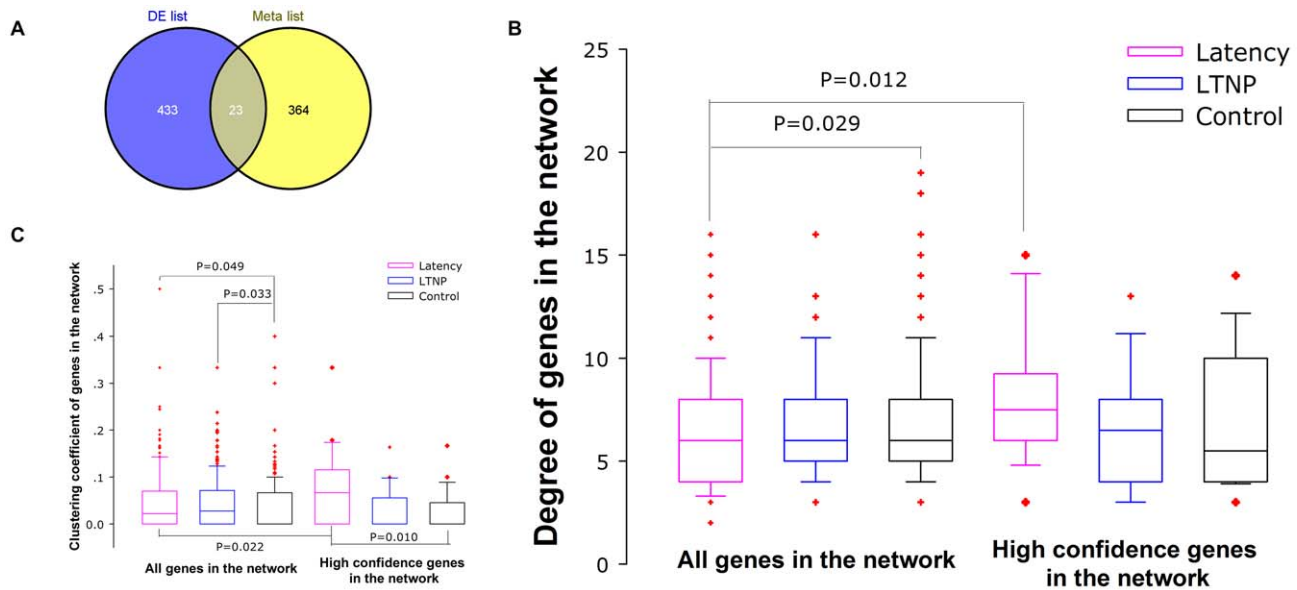 A
DE list
Meta list
433
23
364
B
Degree of genes in the network
25
20
15
10
5
0
Latency
LTNP
Control
P=0.012
P=0.029
All genes in the network
High confidence genes
in the network
C
Clustering coefficient of genes in the network
.5
.4
.3
.2
.1
0.0
Latency
LTNP
Control
P=0.049
P=0.033
P=0.022
P=0.010
All genes in the network
High confidence genes
in the network